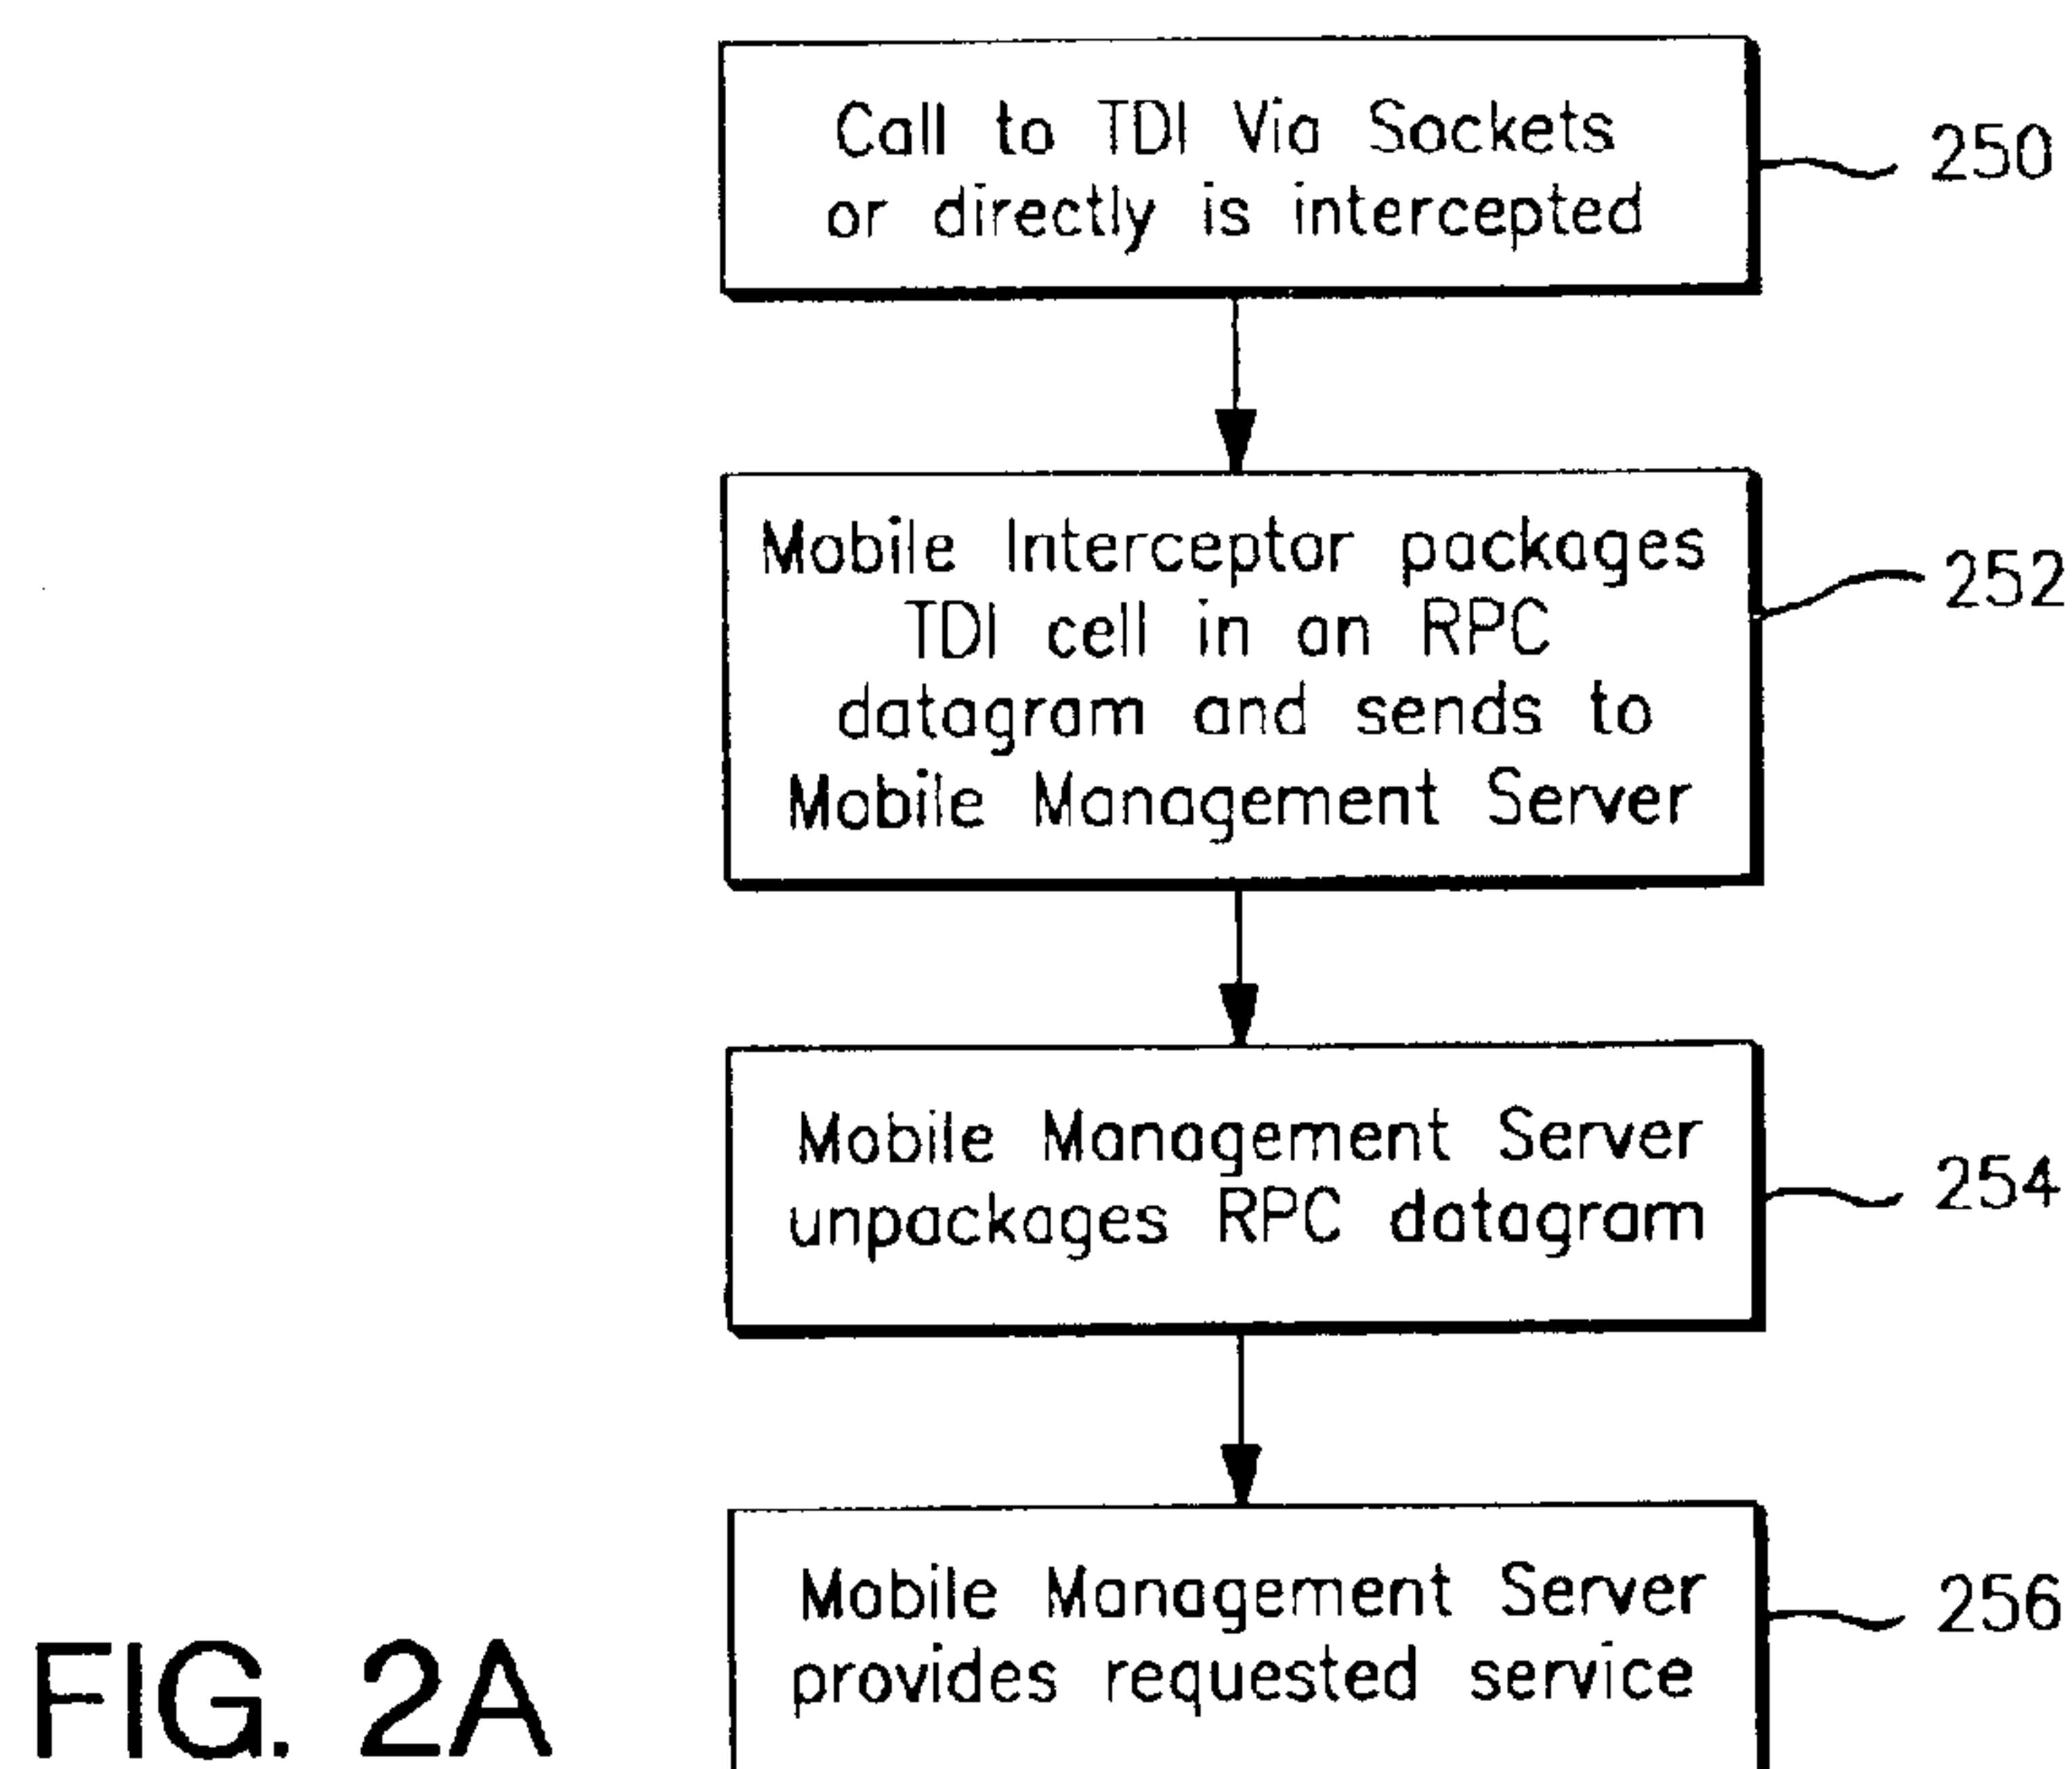 Call to TDI Via Sockets
or directly is intercepted
250
Mobile Interceptor packages
TDI cell in an RPC
datagram and sends to
Mobile Management Server
252
Mobile Management Server
unpackages RPC datagram
254
Mobile Management Server
provides requested service
256
FIG. 2A